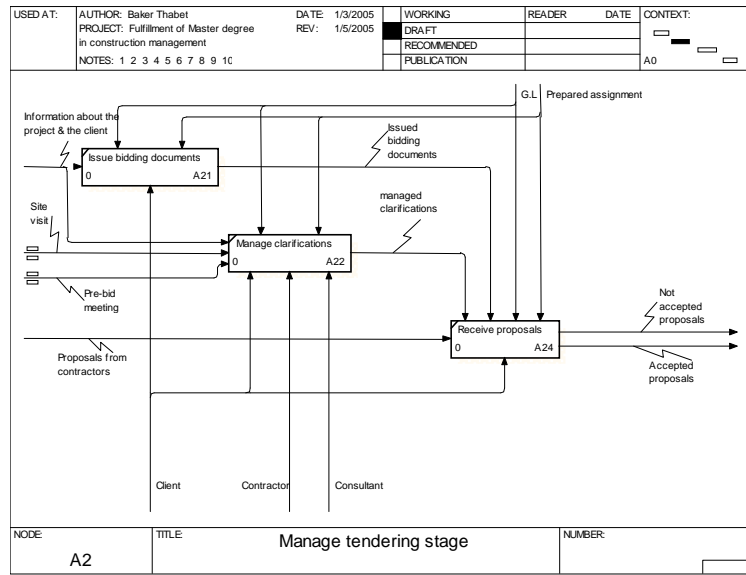 USED AT:
AUTHOR: Baker Thabet
DATE: 1/3/2005
WORKING
READER
DATE
CONTEXT:
PROJECT: Fulfillment of Master degree
REV: 1/5/2005
DRAFT
in construction management
RECOMMENDED
NOTES: 1 2 3 4 5 6 7 8 9 10
PUBLICATION
A0
G.L
Prepared assignment
Information about the
project & the client
Issued
bidding
documents
Issue bidding documents
0
A21
Site
visit
managed
clarifications
Manage clarifications
0
A22
Pre-bid
meeting
Not
accepted
proposals
Receive proposals
0
A24
Proposals from
contractors
Accepted
proposals
Client
Contractor
Consultant
NODE:
TITLE:
NUMBER:
A2
Manage tendering stage